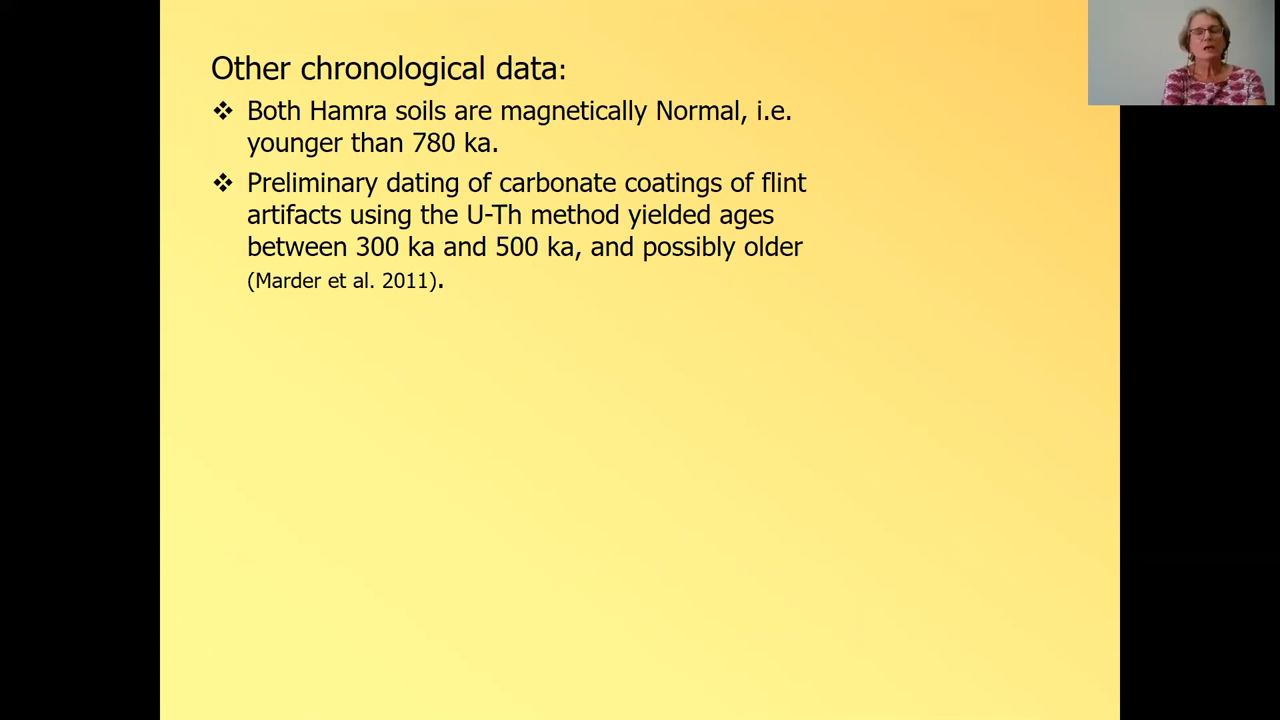 Other chronological data:
❖ Both Hamra soils are magnetically Normal, i.e.
younger than 780 ka.
❖ Preliminary dating of carbonate coatings of flint
artifacts using the U-Th method yielded ages
between 300 ka and 500 ka, and possibly older
(Marder et al. 2011).